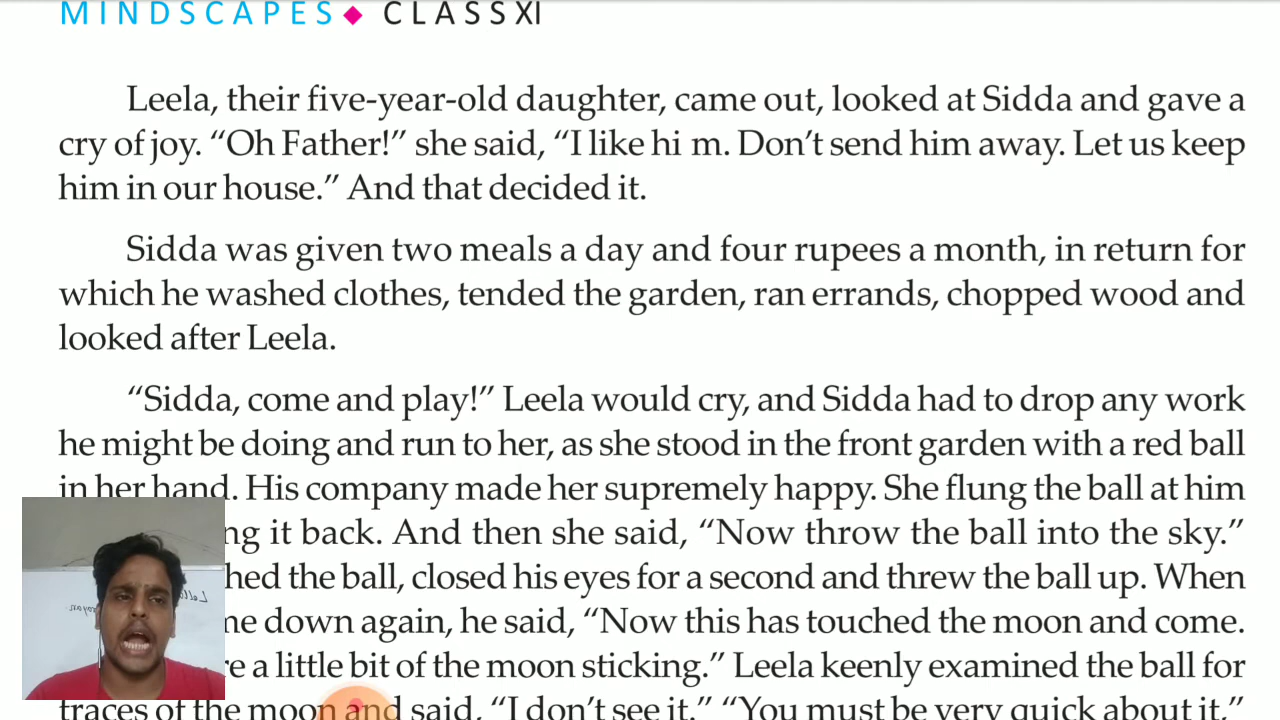 MINDSCAPES◆ CLASS XI
Leela, their five-year-old daughter, came out, looked at Sidda and gave a
cry of joy. “Oh Father!” she said, “I like hi m. Don’t send him away. Let us keep
him in our house.” And that decided it.
Sidda was given two meals a day and four rupees a month, in return for
which he washed clothes, tended the garden, ran errands, chopped wood and
looked after Leela.
“Sidda, come and play!” Leela would cry, and Sidda had to drop any work
he might be doing and run to her, as she stood in the front garden with a red ball
in her hand. His company made her supremely happy. She flung the ball at him
it back. And then she said, “Now throw the ball into the sky.”
the ball, closed his eyes for a second and threw the ball up. When
down again, he said, “Now this has touched the moon and come.
a little bit of the moon sticking.” Leela keenly examined the ball for
traces of the moon and said, “I don’t see it.” “You must be very quick about it,”